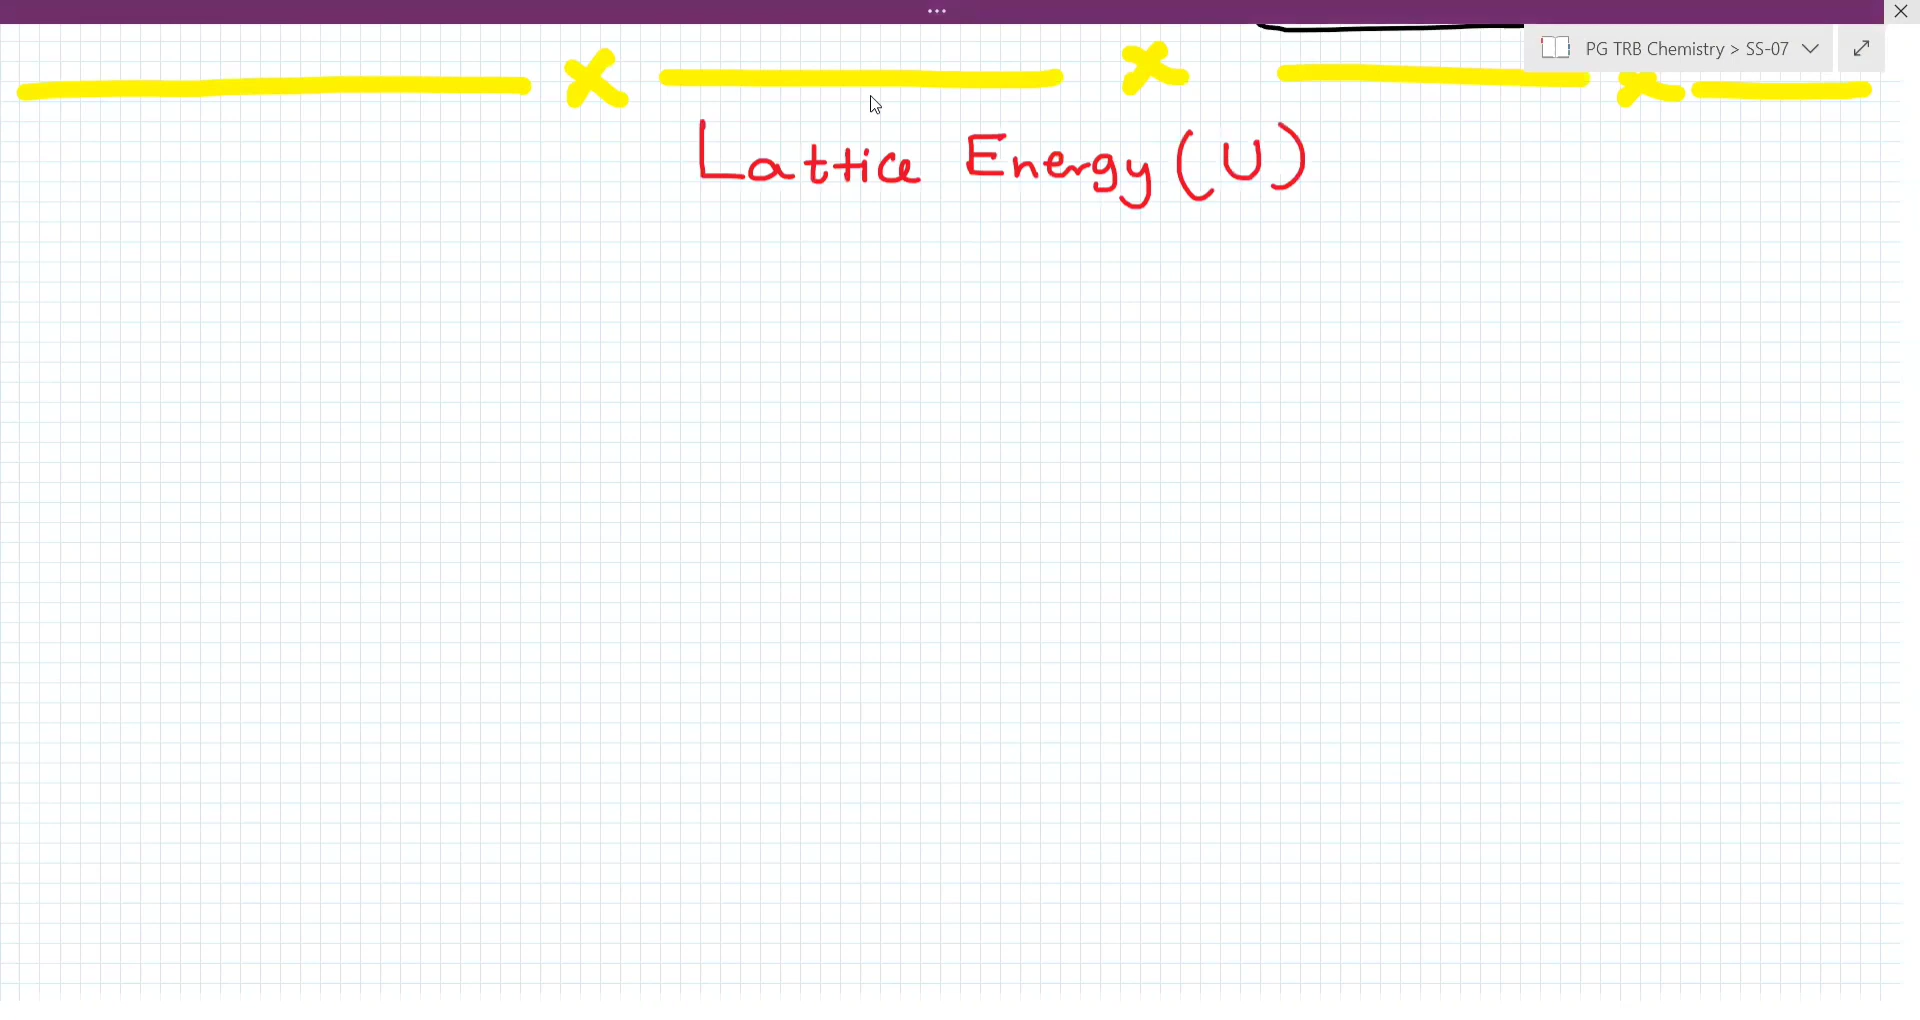 PG TRB Chemistry > SS-07
Lattice Energy (U)